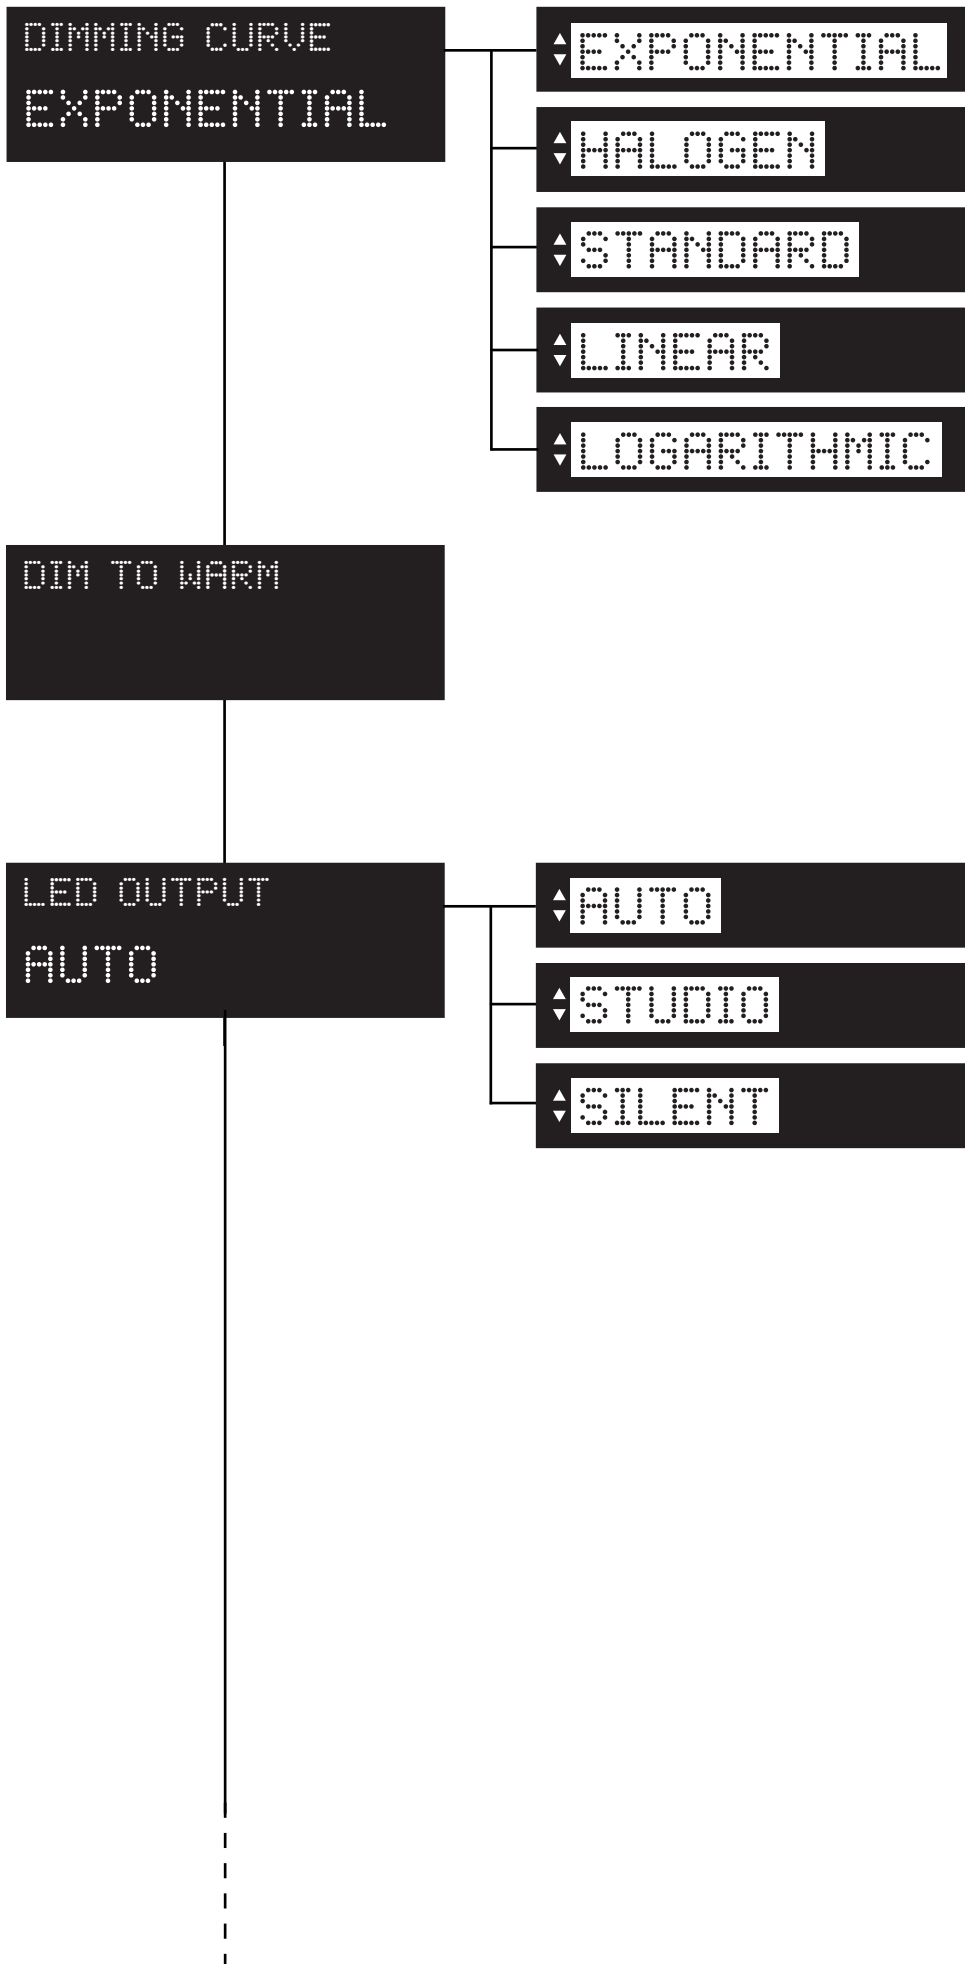 DIMMING CURVE
EXPONENTIAL
EXPONENTIAL
HALOGEN
STANDARD
LINEAR
LOGARITHMIC
DIM TO WARM
LED OUTPUT
AUTO
AUTO
STUDIO
SILENT